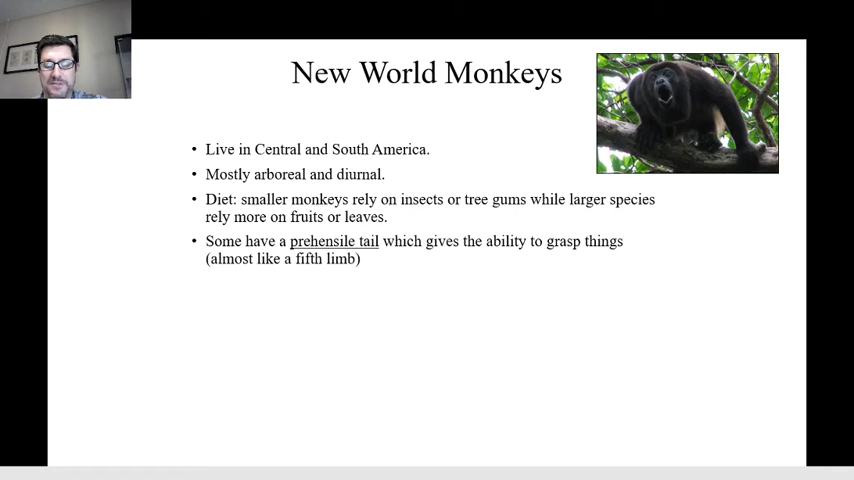 New World Monkeys
• Live in Central and South America.
• Mostly arboreal and diurnal.
• Diet: smaller monkeys rely on insects or tree gums while larger species
rely more on fruits or leaves.
• Some have a prehensile tail which gives the ability to grasp things
(almost like a fifth limb)